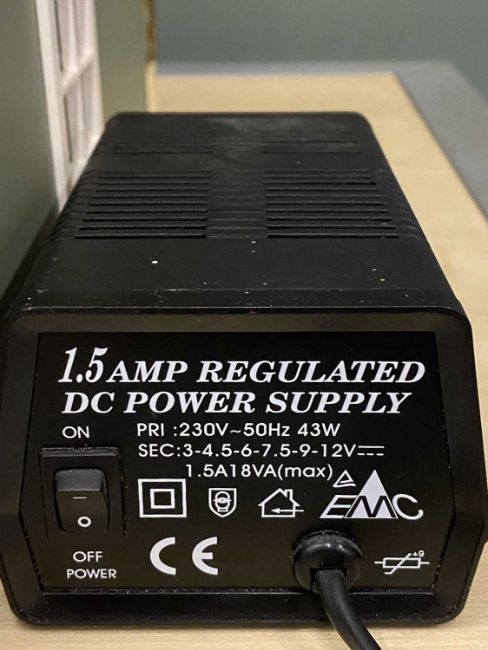 1.5 AMP REGULATED
DC POWER SUPPLY
ON
PRI :230V~50Hz 43W
SEC:3-4.5-6-7.5-9-12V⎓
1.5A18VA(max)
EMC
OFF
POWER
CE
+9